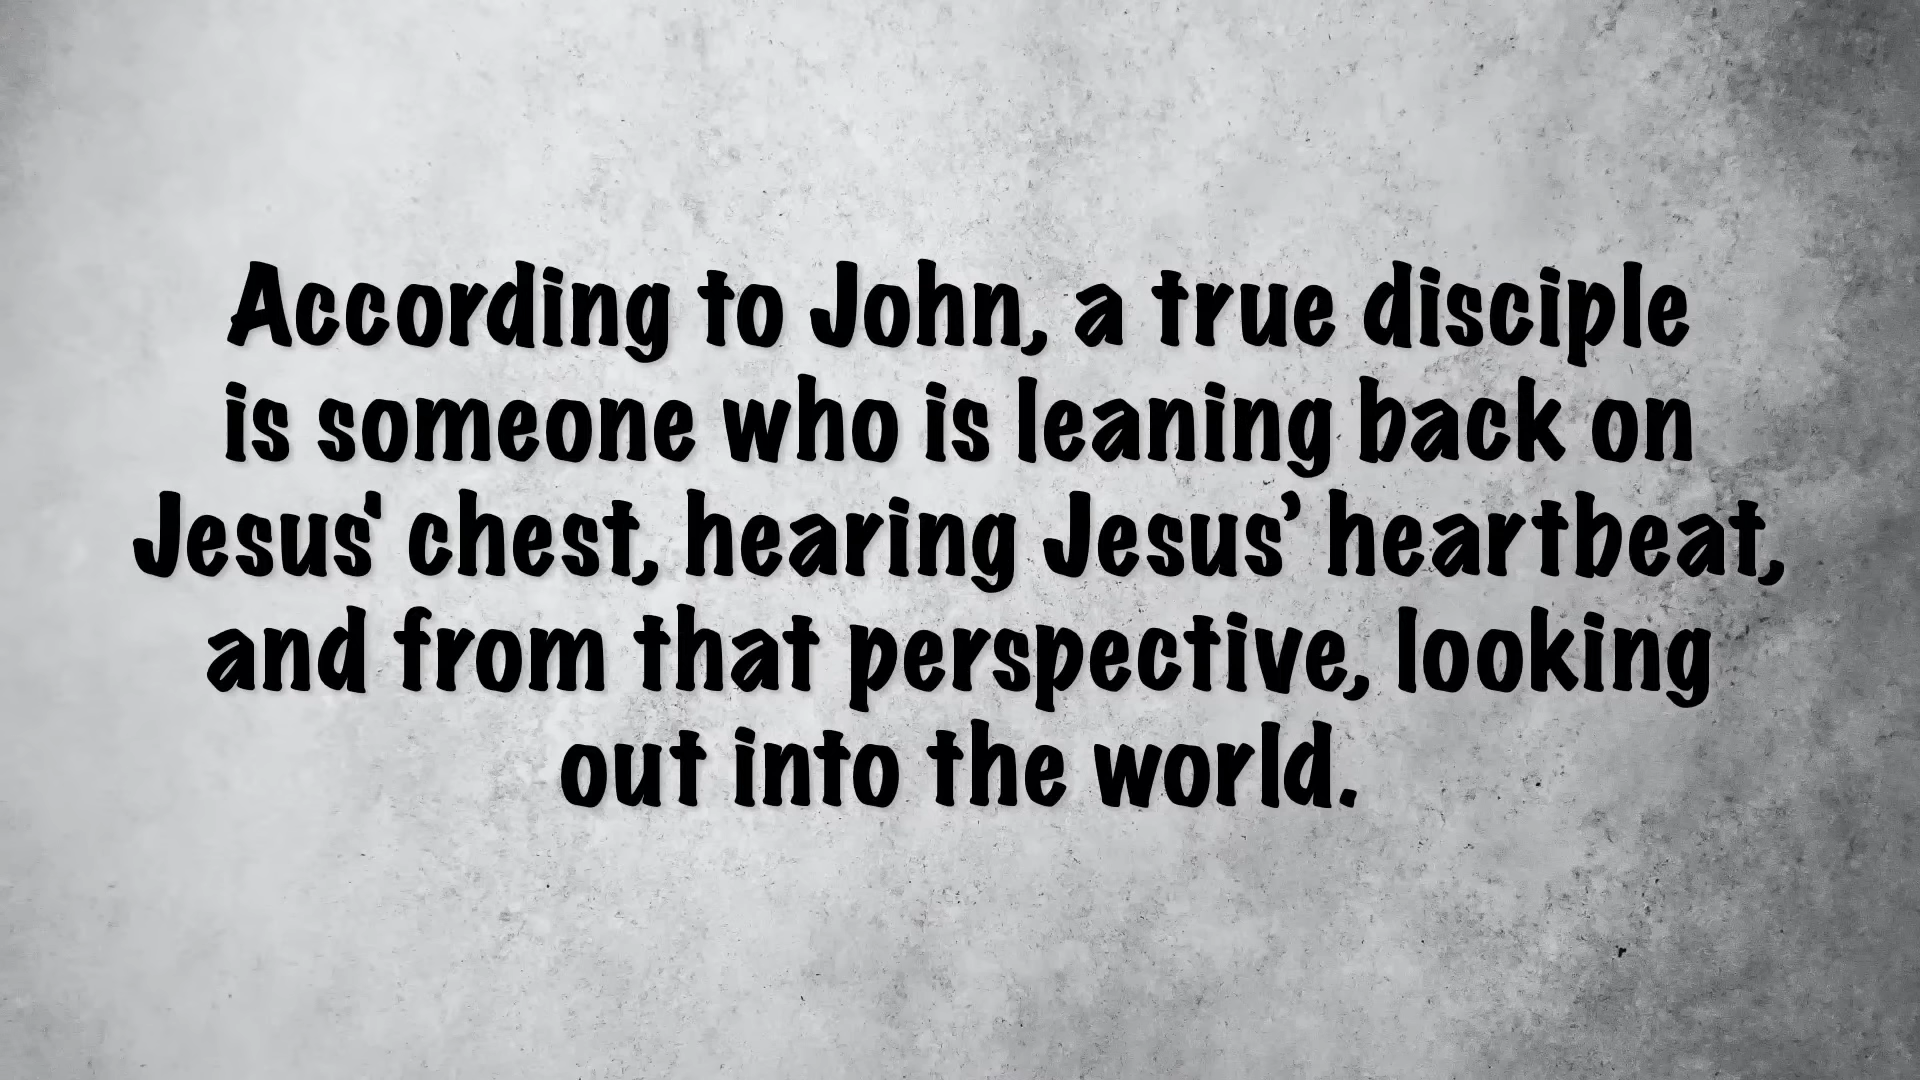 According to John, a true disciple
is someone who is leaning back on
Jesus' chest, hearing Jesus’ heartbeat,
and from that perspective, looking
out into the world.